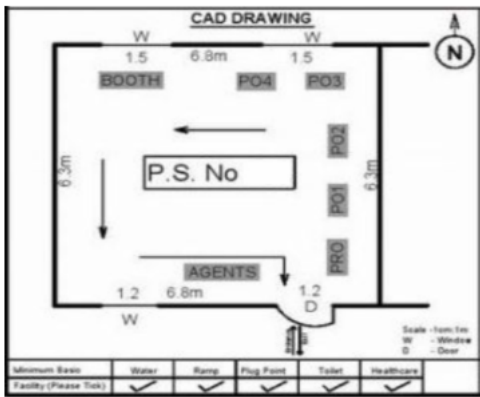 CAD DRAWING
W W
1.5 6.8m 1.5
N
BOOTH PO4 PO3
PO2
P.S. No
6.3m 6.3m
PO1
PRO
AGENTS
1.2 6.8m 1.2
D
W
Scale -1cm:1m
W - Window
D - Door
Minimum Basic Water Ramp Plug Point Toilet Healthcare
Facility (Please Tick)